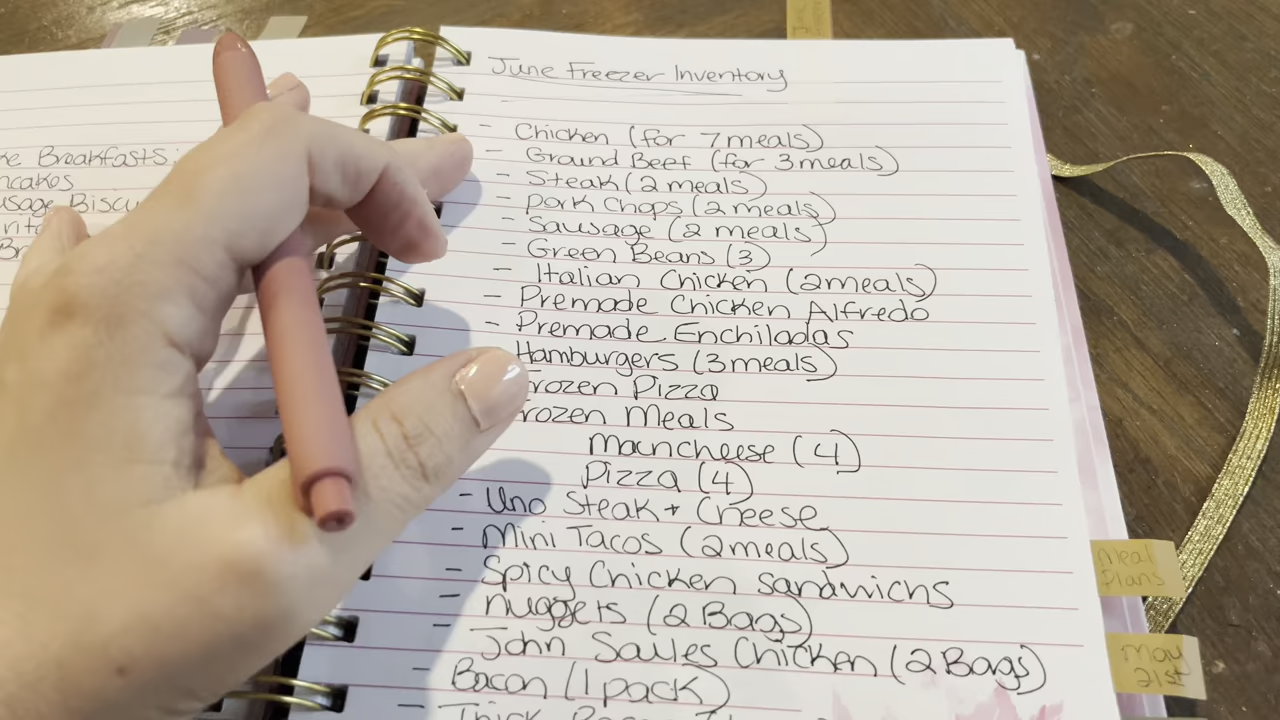 June Freezer Inventory
- Chicken (for 7 meals)
- Ground Beef (for 3 meals)
- Steak (2 meals)
- Pork Chops (2 meals)
- Sausage (2 meals)
- Green Beans (3)
- Italian Chicken (2 meals)
- Premade Chicken Alfredo
- Premade Enchiladas
Hamburgers (3 meals)
Frozen Pizza
Frozen Meals
Mac n cheese (4)
Pizza (4)
- Uno Steak + Cheese
- Mini Tacos (2 meals)
- Spicy Chicken Sandwichs
- Nuggets (2 Bags)
- John Soules Chicken (2 Bags)
- Bacon (1 pack)
- Thick
Breakfasts:
Meal
Plans
May
21st